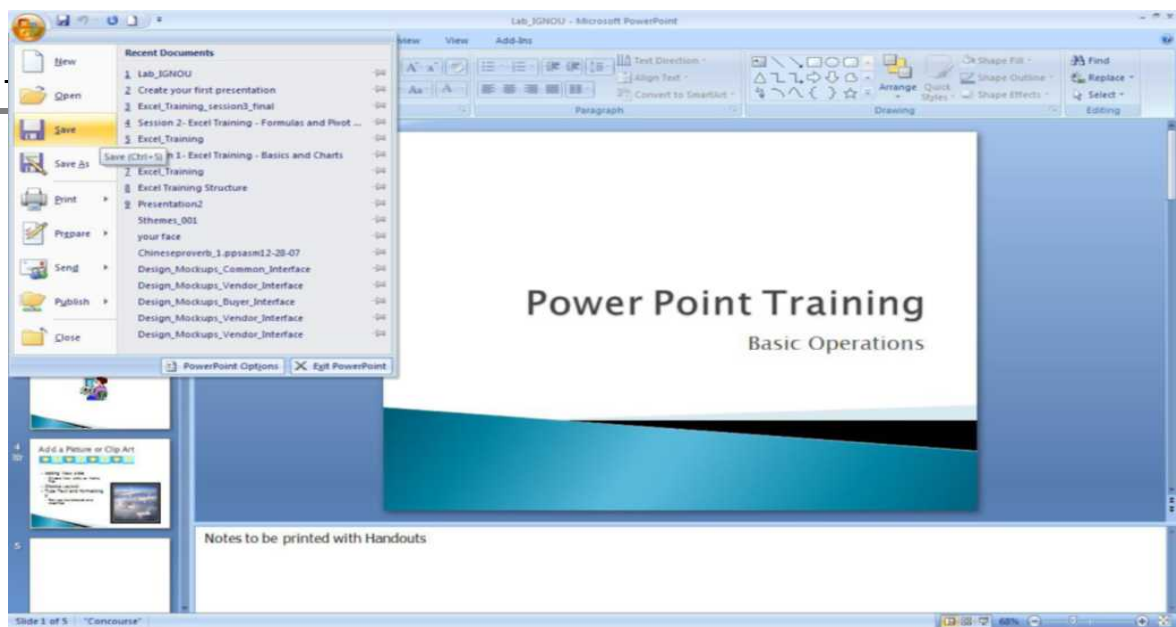 Lab_IGNOU - Microsoft PowerPoint
View Add-Ins
New
Open
Save
Save As
Print
Prepare
Send
Publish
Close
Save (Ctrl+S)
Recent Documents
1 Lab_IGNOU
2 Create your first presentation
3 Excel_Training_session3_final
4 Session 2- Excel Training - Formulas and Pivot ...
5 Excel_Training
1- Excel Training - Basics and Charts
7 Excel_Training
8 Excel Training Structure
9 Presentation2
5themes_001
your face
Chineseproverb_1.ppsasm12-28-07
Design_Mockups_Common_Interface
Design_Mockups_Vendor_Interface
Design_Mockups_Buyer_Interface
Design_Mockups_Vendor_Interface
Design_Mockups_Vendor_Interface
PowerPoint Options Exit PowerPoint
Text Direction
Align Text
Convert to SmartArt
Paragraph
Arrange
Quick Styles
Shape Fill
Shape Outline
Shape Effects
Drawing
Find
Replace
Select
Editing
Power Point Training
Basic Operations
4
Add a Picture or Clip Art
5
Notes to be printed with Handouts
Slide 1 of 5 "Concourse" 68%